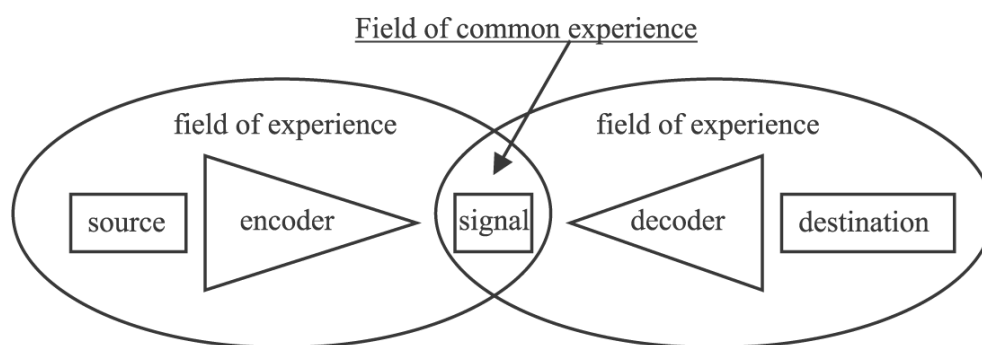 Field of common experience
field of experience
field of experience
source
encoder
signal
decoder
destination